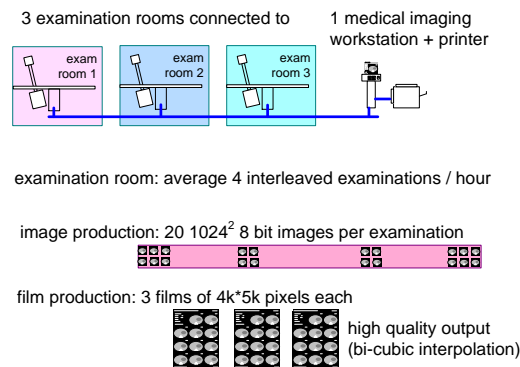 3 examination rooms connected to
1 medical imaging
workstation + printer
exam
room 1
exam
room 2
exam
room 3
examination room: average 4 interleaved examinations / hour
image production: 20 1024² 8 bit images per examination
film production: 3 films of 4k*5k pixels each
high quality output
(bi-cubic interpolation)